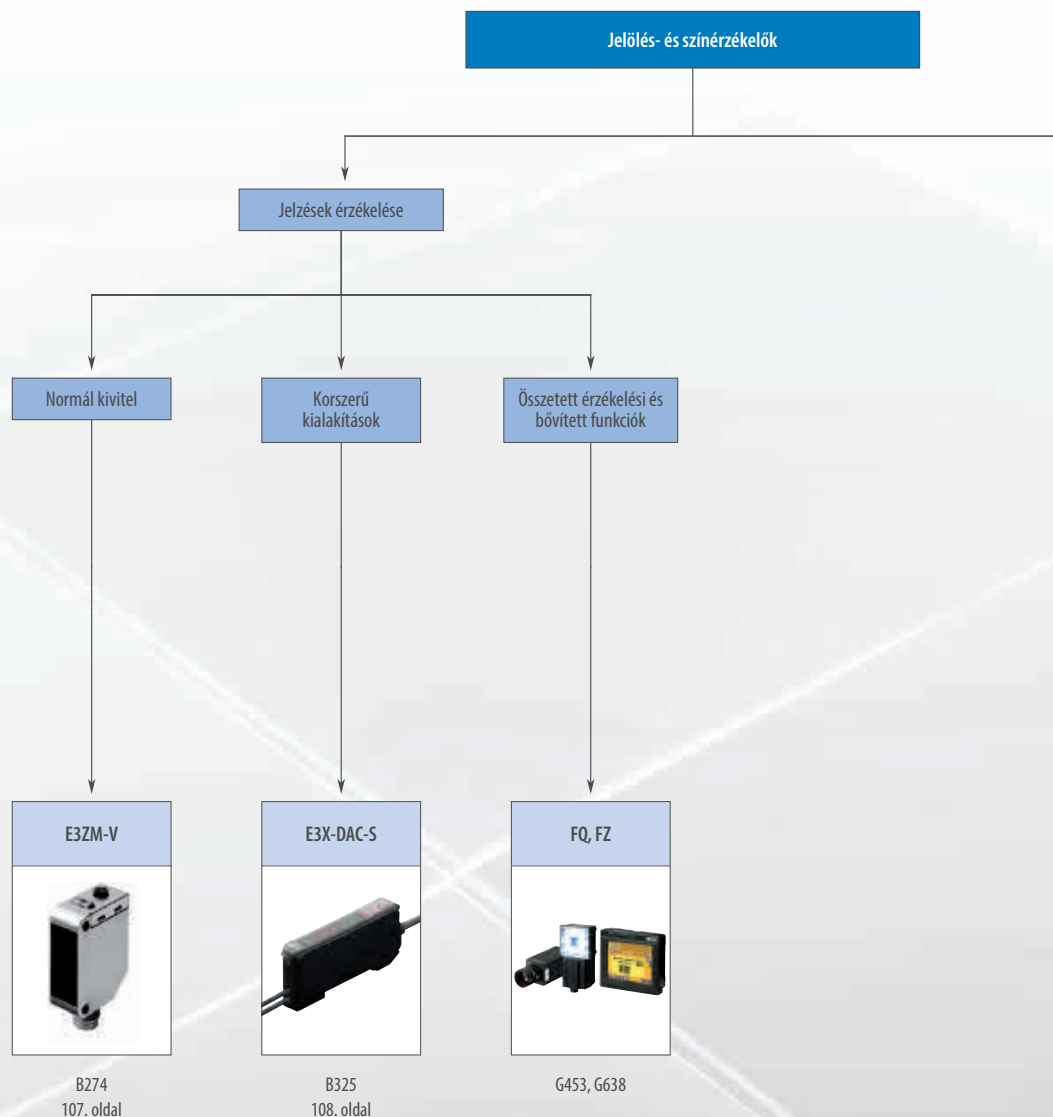 Jelölés- és színérzékelők
Jelzések érzékelése
Normál kivitel
Korszerű
kialakítások
Összetett érzékelési és
bővített funkciók
E3ZM-V
E3X-DAC-S
FQ, FZ
B274
107. oldal
B325
108. oldal
G453, G638